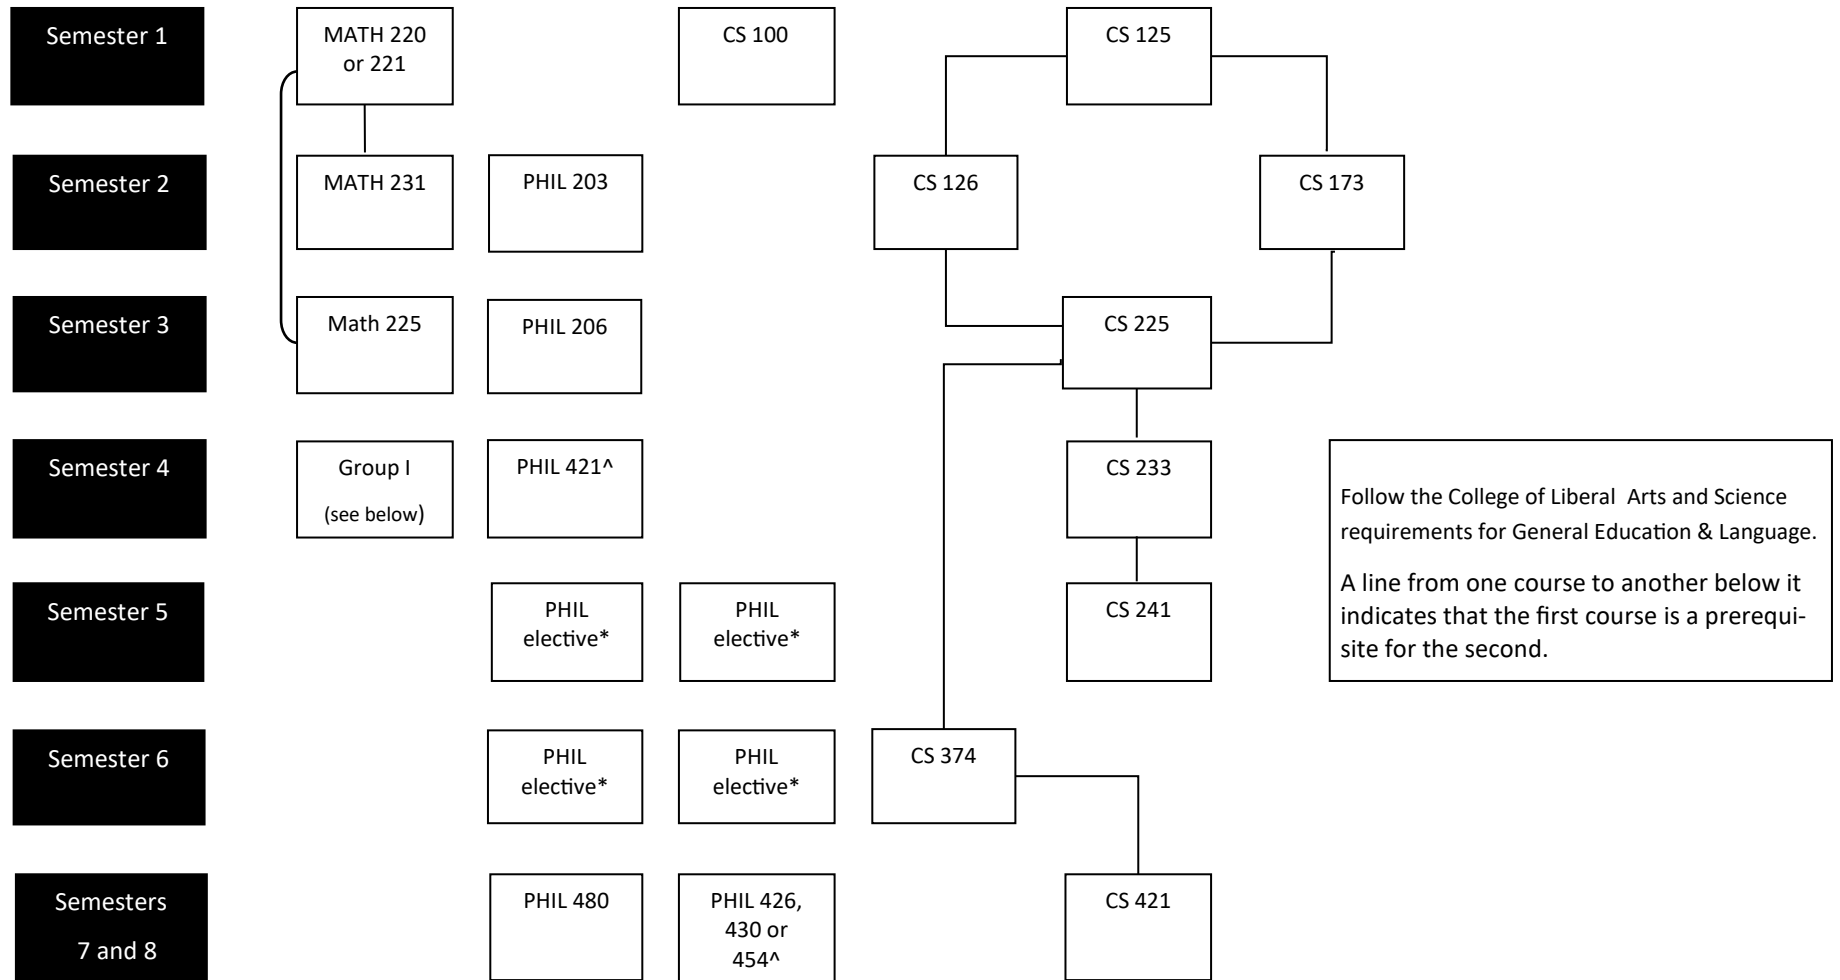 Semester 1
MATH 220
or 221
CS 100
CS 125
Semester 2
MATH 231
PHIL 203
CS 126
CS 173
Semester 3
Math 225
PHIL 206
CS 225
Semester 4
Group I
(see below)
PHIL 421^
CS 233
Follow the College of Liberal Arts and Science
requirements for General Education & Language.
A line from one course to another below it
indicates that the first course is a prerequi-
site for the second.
Semester 5
PHIL
elective*
PHIL
elective*
CS 241
Semester 6
PHIL
elective*
PHIL
elective*
CS 374
Semesters
7 and 8
PHIL 480
PHIL 426,
430 or
454^
CS 421